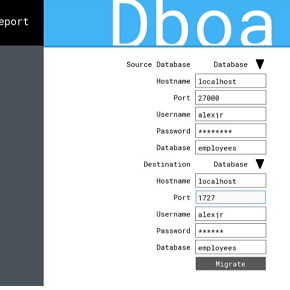 eport
Dboa
Source Database Database
Hostname localhost
Port 27000
Username alexjr
Password ********
Database employees
Destination Database
Hostname localhost
Port 1727
Username alexjr
Password ******
Database employees
Migrate